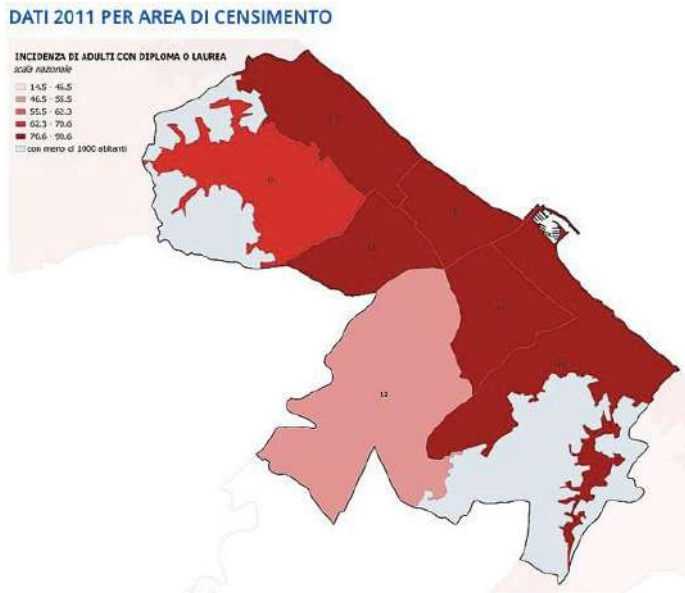 DATI 2011 PER AREA DI CENSIMENTO
INCIDENZA DI ADULTI CON DIPLOMA O LAUREA
scala nazionale
14.5 - 46.5
46.5 - 55.5
55.5 - 62.3
62.3 - 70.6
70.6 - 90.6
con meno di 1000 abitanti
12